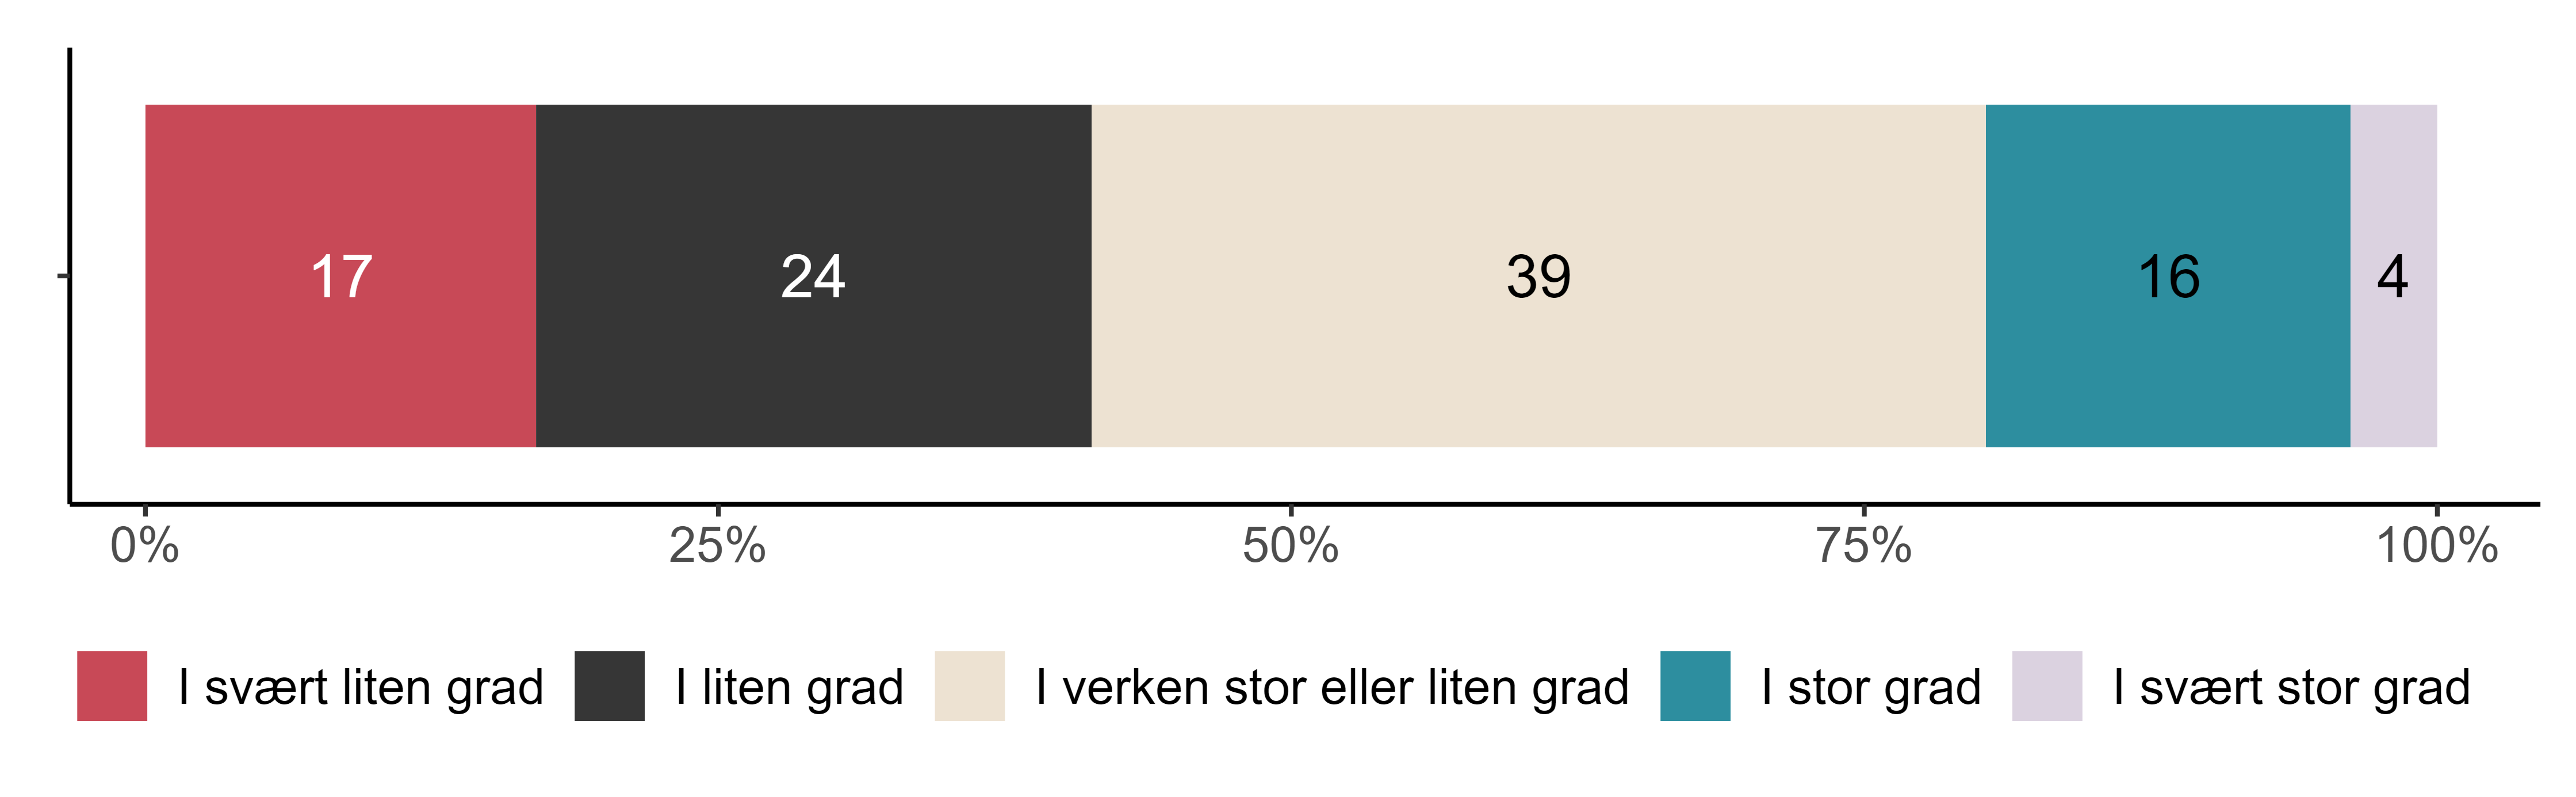 17 24 39 16 4
0% 25% 50% 75% 100%
I svært liten grad I liten grad I verken stor eller liten grad I stor grad I svært stor grad